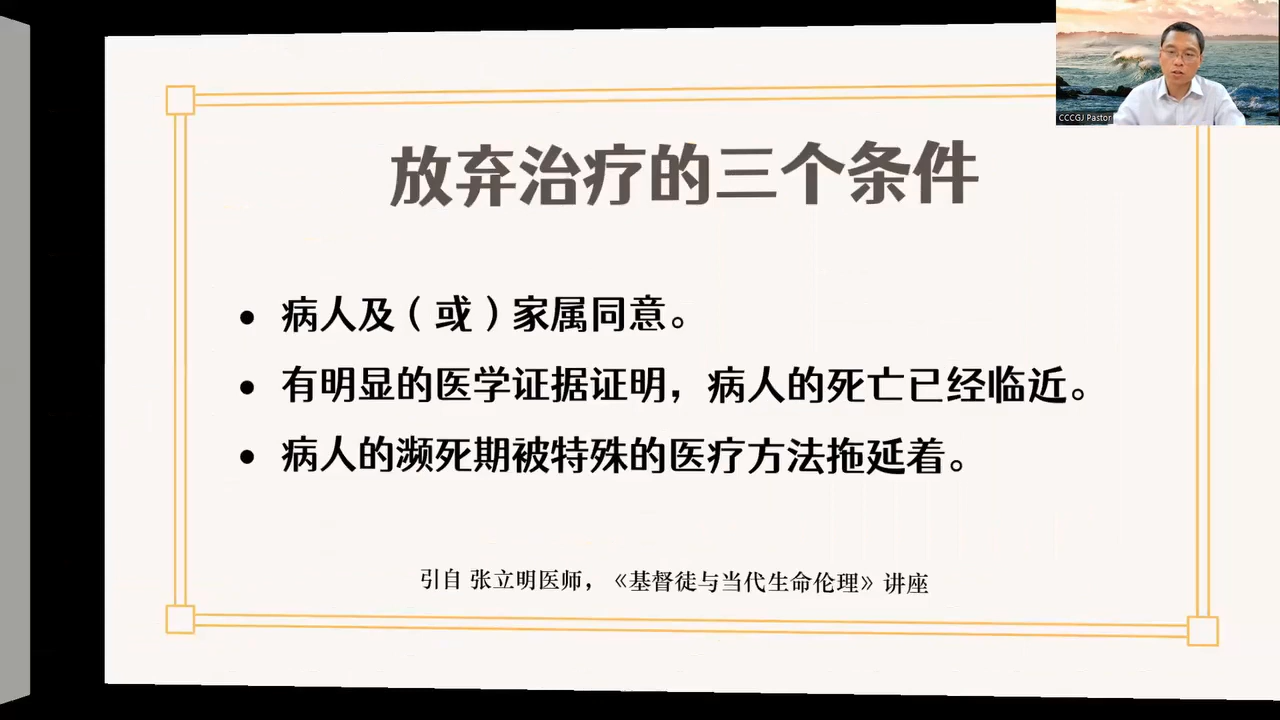 CCCGJ Pastor
放弃治疗的三个条件
病人及（或）家属同意。
有明显的医学证据证明，病人的死亡已经临近。
病人的濒死期被特殊的医疗方法拖延着。
引自 张立明医师，《基督徒与当代生命伦理》讲座